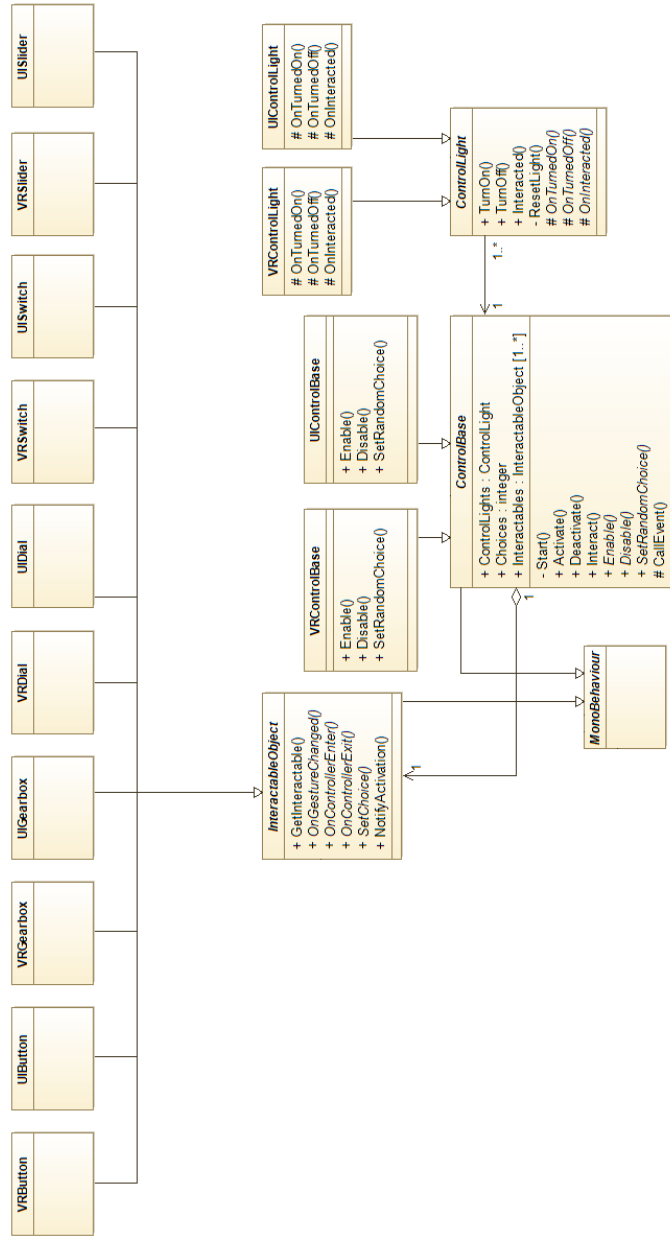 VRButton
UIButton
VRGearbox
UIGearbox
VRDial
UIDial
VRSwitch
UISwitch
VRSlider
UISlider
InteractableObject
+ GetInteractable()
+ OnGestureChanged()
+ OnControllerEnter()
+ OnControllerExit()
+ SetChoice()
+ NotifyActivation()
VRControlBase
+ Enable()
+ Disable()
+ SetRandomChoice()
UIControlBase
+ Enable()
+ Disable()
+ SetRandomChoice()
VRControlLight
# OnTurnedOn()
# OnTurnedOff()
# OnInteracted()
UIControlLight
# OnTurnedOn()
# OnTurnedOff()
# OnInteracted()
ControlLight
+ TurnOn()
+ TurnOff()
+ Interacted()
- ResetLight()
# OnTurnedOn()
# OnTurnedOff()
# OnInteracted()
1..*
1
ControlBase
+ ControlLights : ControlLight
+ Choices : integer
+ Interactables : InteractableObject [1..*]
- Start()
+ Activate()
+ Deactivate()
+ Interact()
+ Enable()
+ Disable()
+ SetRandomChoice()
# CallEvent()
1
1
MonoBehaviour